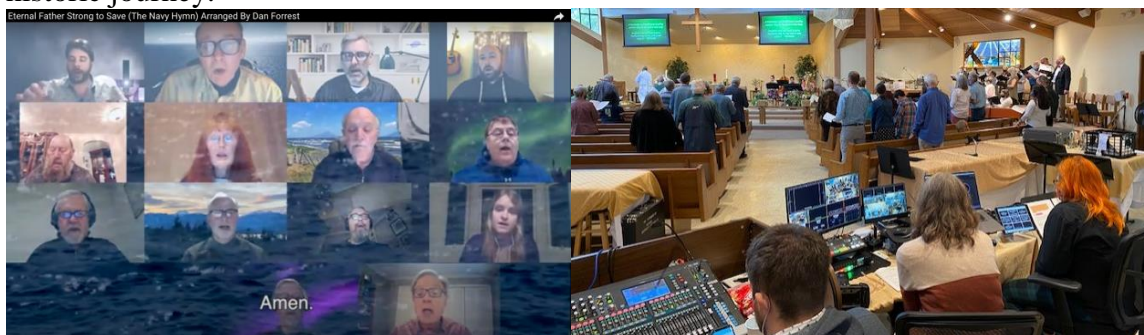 historic journey.
Eternal Father Strong to Save (The Navy Hymn) Arranged By Dan Forrest
Amen.